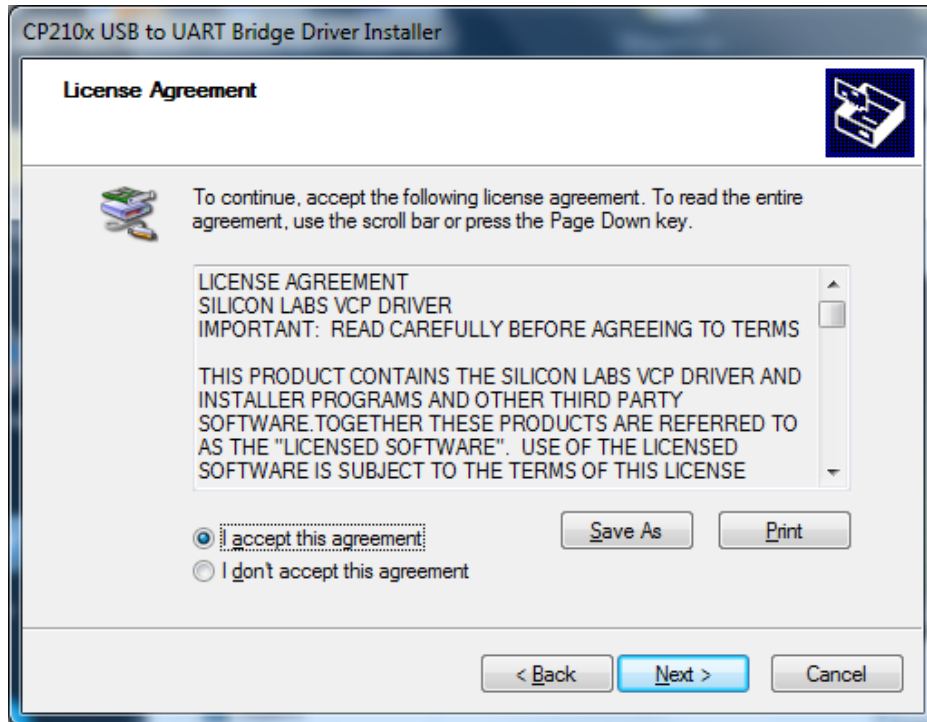 CP210x USB to UART Bridge Driver Installer
License Agreement
To continue, accept the following license agreement. To read the entire
agreement, use the scroll bar or press the Page Down key.
LICENSE AGREEMENT
SILICON LABS VCP DRIVER
IMPORTANT:  READ CAREFULLY BEFORE AGREEING TO TERMS
THIS PRODUCT CONTAINS THE SILICON LABS VCP DRIVER AND
INSTALLER PROGRAMS AND OTHER THIRD PARTY
SOFTWARE.TOGETHER THESE PRODUCTS ARE REFERRED TO
AS THE "LICENSED SOFTWARE".  USE OF THE LICENSED
SOFTWARE IS SUBJECT TO THE TERMS OF THIS LICENSE
I accept this agreement
Save As
Print
I don't accept this agreement
< Back
Next >
Cancel